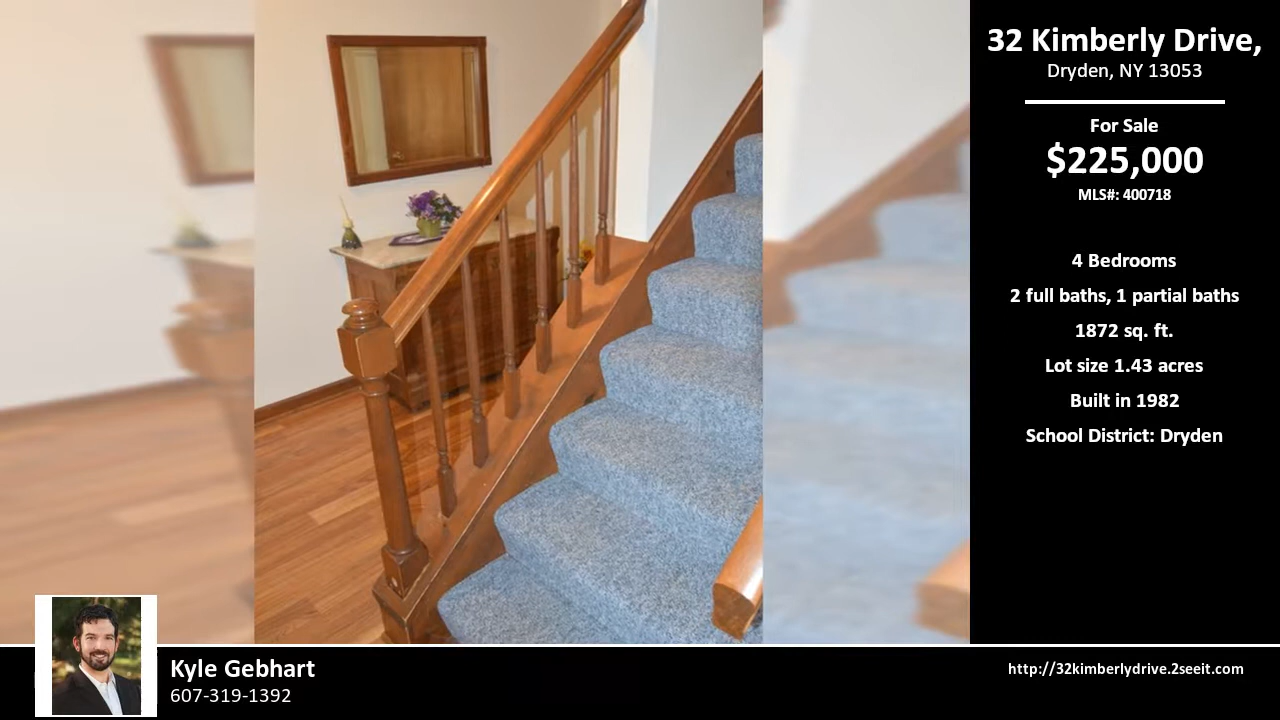 32 Kimberly Drive,
Dryden, NY 13053
For Sale
$225,000
MLS#: 400718
4 Bedrooms
2 full baths, 1 partial baths
1872 sq. ft.
Lot size 1.43 acres
Built in 1982
School District: Dryden
Kyle Gebhart
607-319-1392
http://32kimberlydrive.2seeit.com